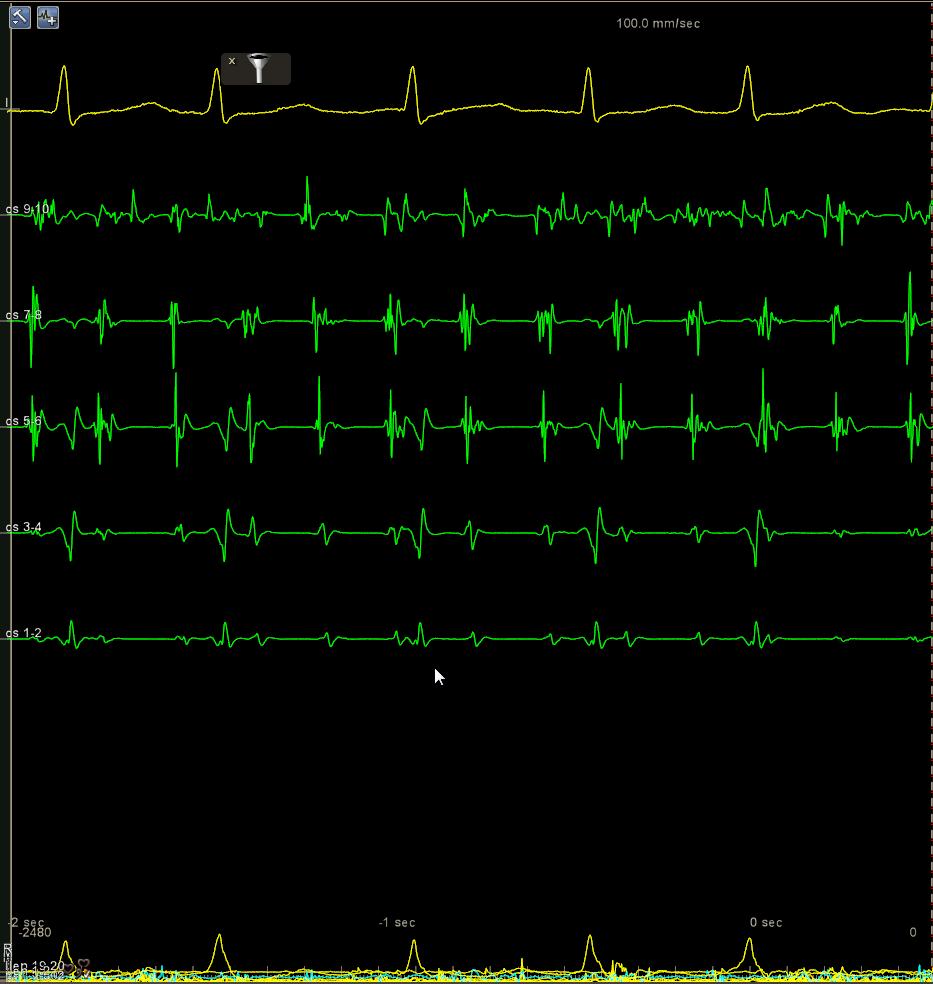 100.0 mm/sec
x
I
cs 9-10
cs 7-8
cs 5-6
cs 3-4
cs 1-2
-2 sec -1 sec 0 sec
-2480 0